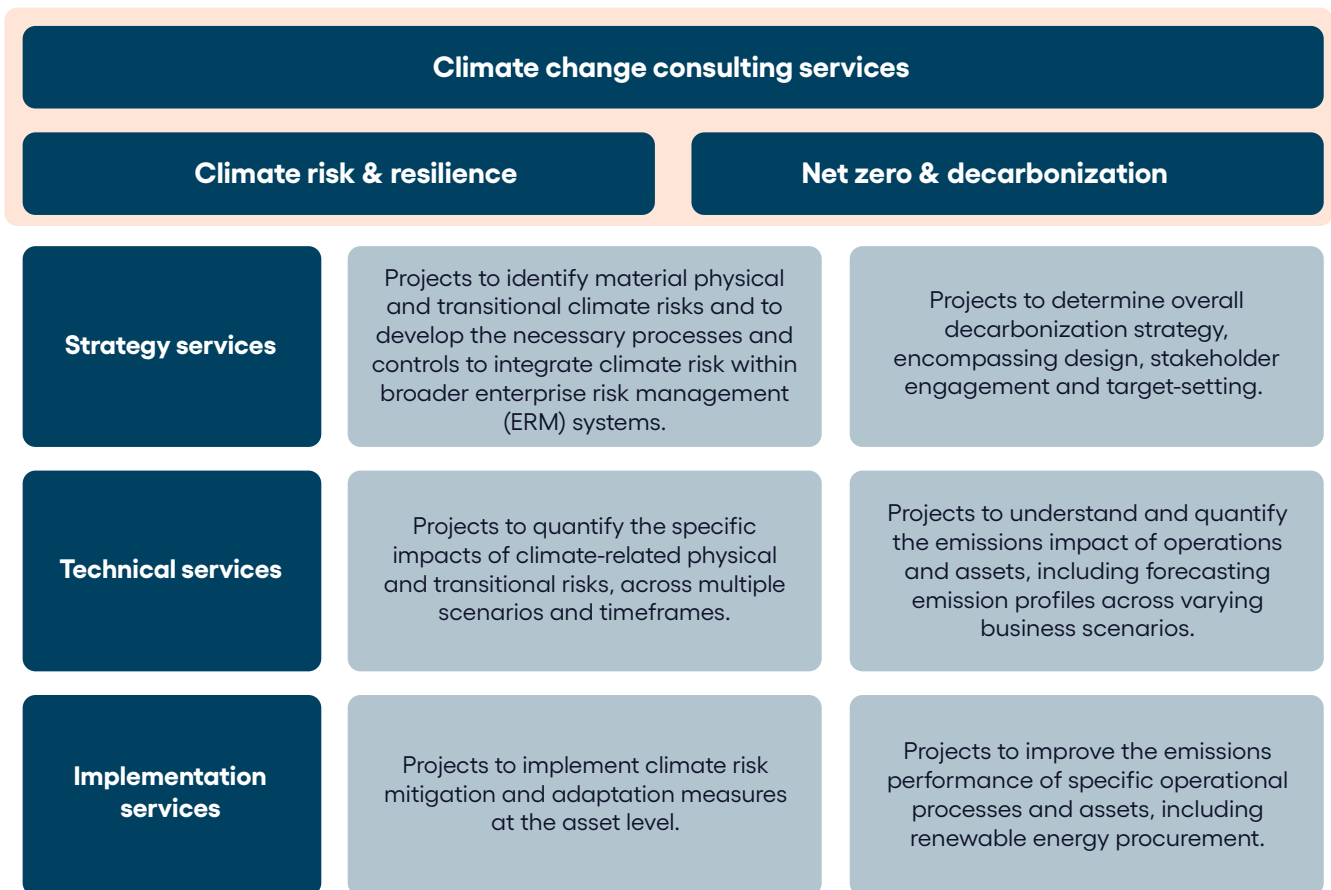 Climate change consulting services
Climate risk & resilience
Net zero & decarbonization
Strategy services
Projects to identify material physical
and transitional climate risks and to
develop the necessary processes and
controls to integrate climate risk within
broader enterprise risk management
(ERM) systems.
Projects to determine overall
decarbonization strategy,
encompassing design, stakeholder
engagement and target-setting.
Technical services
Projects to quantify the specific
impacts of climate-related physical
and transitional risks, across multiple
scenarios and timeframes.
Projects to understand and quantify
the emissions impact of operations
and assets, including forecasting
emission profiles across varying
business scenarios.
Implementation
services
Projects to implement climate risk
mitigation and adaptation measures
at the asset level.
Projects to improve the emissions
performance of specific operational
processes and assets, including
renewable energy procurement.